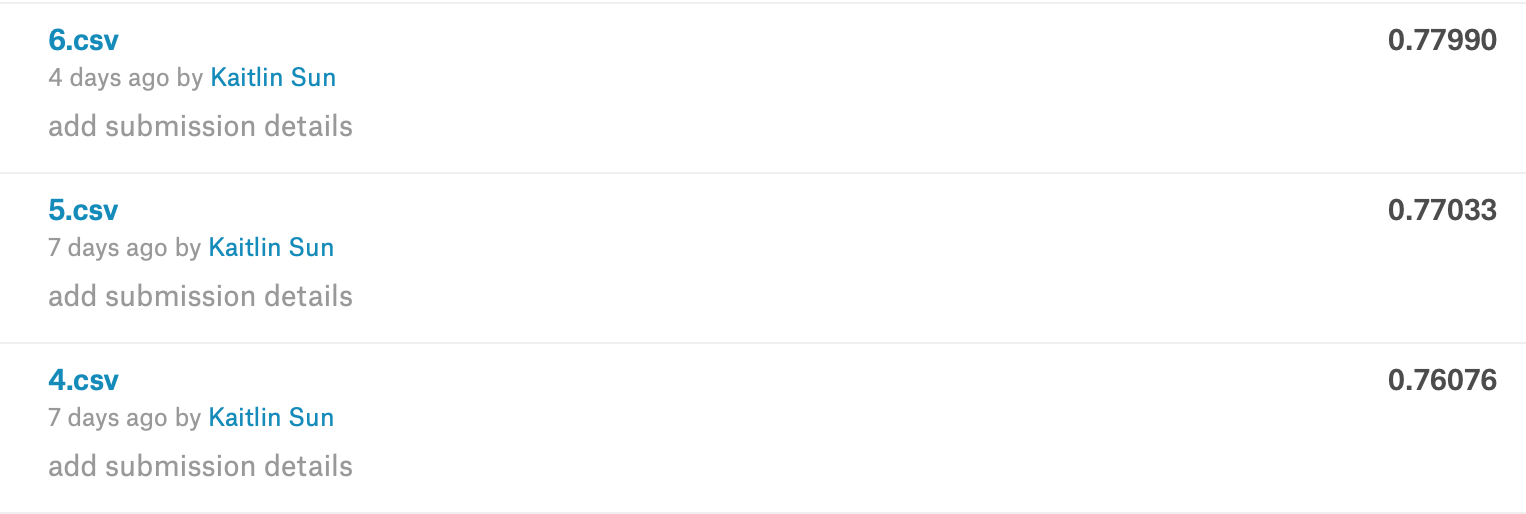 6.csv 0.77990
4 days ago by Kaitlin Sun
add submission details
5.csv 0.77033
7 days ago by Kaitlin Sun
add submission details
4.csv 0.76076
7 days ago by Kaitlin Sun
add submission details